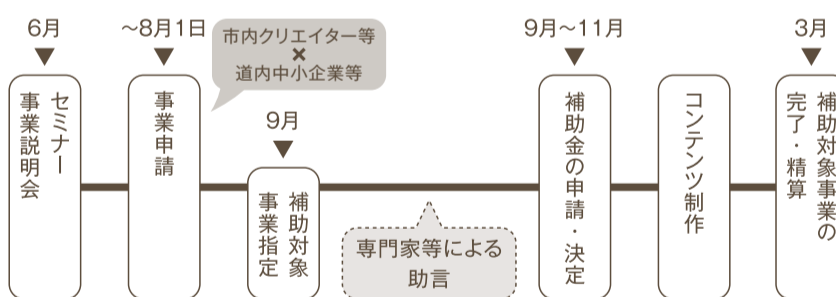 6月
セミナー
事業説明会
～8月1日
事業申請
市内クリエイター等
×
道内中小企業等
9月
補助対象
事業指定
専門家等による
助言
9月～11月
補助金の申請・決定
コンテンツ制作
3月
補助対象事業の
完了・精算